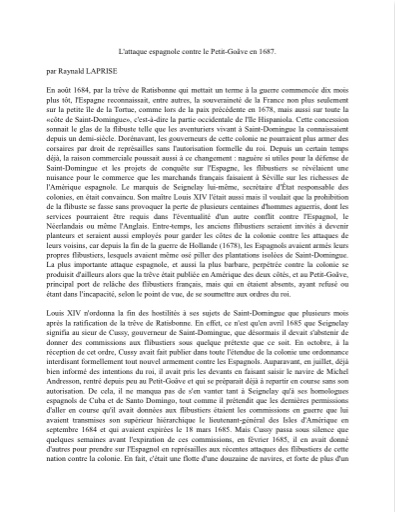 L'attaque espagnole contre le Petit-Goâve en 1687.
par Raynald LAPRISE
En août 1684, par la trêve de Ratisbonne qui mettait un terme à la guerre commencée dix mois
plus tôt, l'Espagne reconnaissait, entre autres, la souveraineté de la France non plus seulement
sur la petite île de la Tortue, comme lors de la paix précédente en 1678, mais aussi sur toute la
«côte de Saint-Domingue», c'est-à-dire la partie occidentale de l'île Hispaniola. Cette concession
sonnait le glas de la flibuste telle que les aventuriers vivant à Saint-Domingue la connaissaient
depuis un demi-siècle. Dorénavant, les gouverneurs de cette colonie ne pourraient plus armer des
corsaires par droit de représailles sans l'autorisation formelle du roi. Depuis un certain temps
déjà, la raison commerciale poussait aussi à ce changement : naguère si utiles pour la défense de
Saint-Domingue et les projets de conquête sur l'Espagne, les flibustiers se révélaient une
nuisance pour le commerce que les marchands français faisaient à Séville sur les richesses de
l'Amérique espagnole. Le marquis de Seignelay lui-même, secrétaire d'État responsable des
colonies, en était convaincu. Son maître Louis XIV l'était aussi mais il voulait que la prohibition
de la flibuste se fasse sans provoquer la perte de plusieurs centaines d'hommes aguerris, dont les
services pourraient être requis dans l'éventualité d'un autre conflit contre l'Espagnol, le
Néerlandais ou même l'Anglais. Entre-temps, les anciens flibustiers seraient invités à devenir
planteurs et seraient aussi employés pour garder les côtes de la colonie contre les attaques de
leurs voisins, car depuis la fin de la guerre de Hollande (1678), les Espagnols avaient armés leurs
propres flibustiers, lesquels avaient même osé piller des plantations isolées de Saint-Domingue.
La plus importante attaque espagnole, et aussi la plus barbare, perpétrée contre la colonie se
produisit d'ailleurs alors que la trêve était publiée en Amérique des deux côtés, et au Petit-Goâve,
principal port de relâche des flibustiers français, mais qui en étaient absents, ayant refusé ou
étant dans l'incapacité, selon le point de vue, de se soumettre aux ordres du roi.
Louis XIV n'ordonna la fin des hostilités à ses sujets de Saint-Domingue que plusieurs mois
après la ratification de la trêve de Ratisbonne. En effet, ce n'est qu'en avril 1685 que Seignelay
signifia au sieur de Cussy, gouverneur de Saint-Domingue, que désormais il devait s'abstenir de
donner des commissions aux flibustiers sous quelque prétexte que ce soit. En octobre, à la
réception de cet ordre, Cussy avait fait publier dans toute l'étendue de la colonie une ordonnance
interdisant formellement tout nouvel armement contre les Espagnols. Auparavant, en juillet, déjà
bien informé des intentions du roi, il avait pris les devants en faisant saisir le navire de Michel
Andresson, rentré depuis peu au Petit-Goâve et qui se préparait déjà à repartir en course sans son
autorisation. De cela, il ne manqua pas de s'en vanter tant à Seignelay qu'à ses homologues
espagnols de Cuba et de Santo Domingo, tout comme il prétendit que les dernières permissions
d'aller en course qu'il avait données aux flibustiers étaient les commissions en guerre que lui
avaient transmises son supérieur hiérarchique le lieutenant-général des Isles d'Amérique en
septembre 1684 et qui avaient expirées le 18 mars 1685. Mais Cussy passa sous silence que
quelques semaines avant l'expiration de ces commissions, en février 1685, il en avait donné
d'autres pour prendre sur l'Espagnol en représailles aux récentes attaques des flibustiers de cette
nation contre la colonie. En fait, c'était une flotte d'une douzaine de navires, et forte de plus d'un